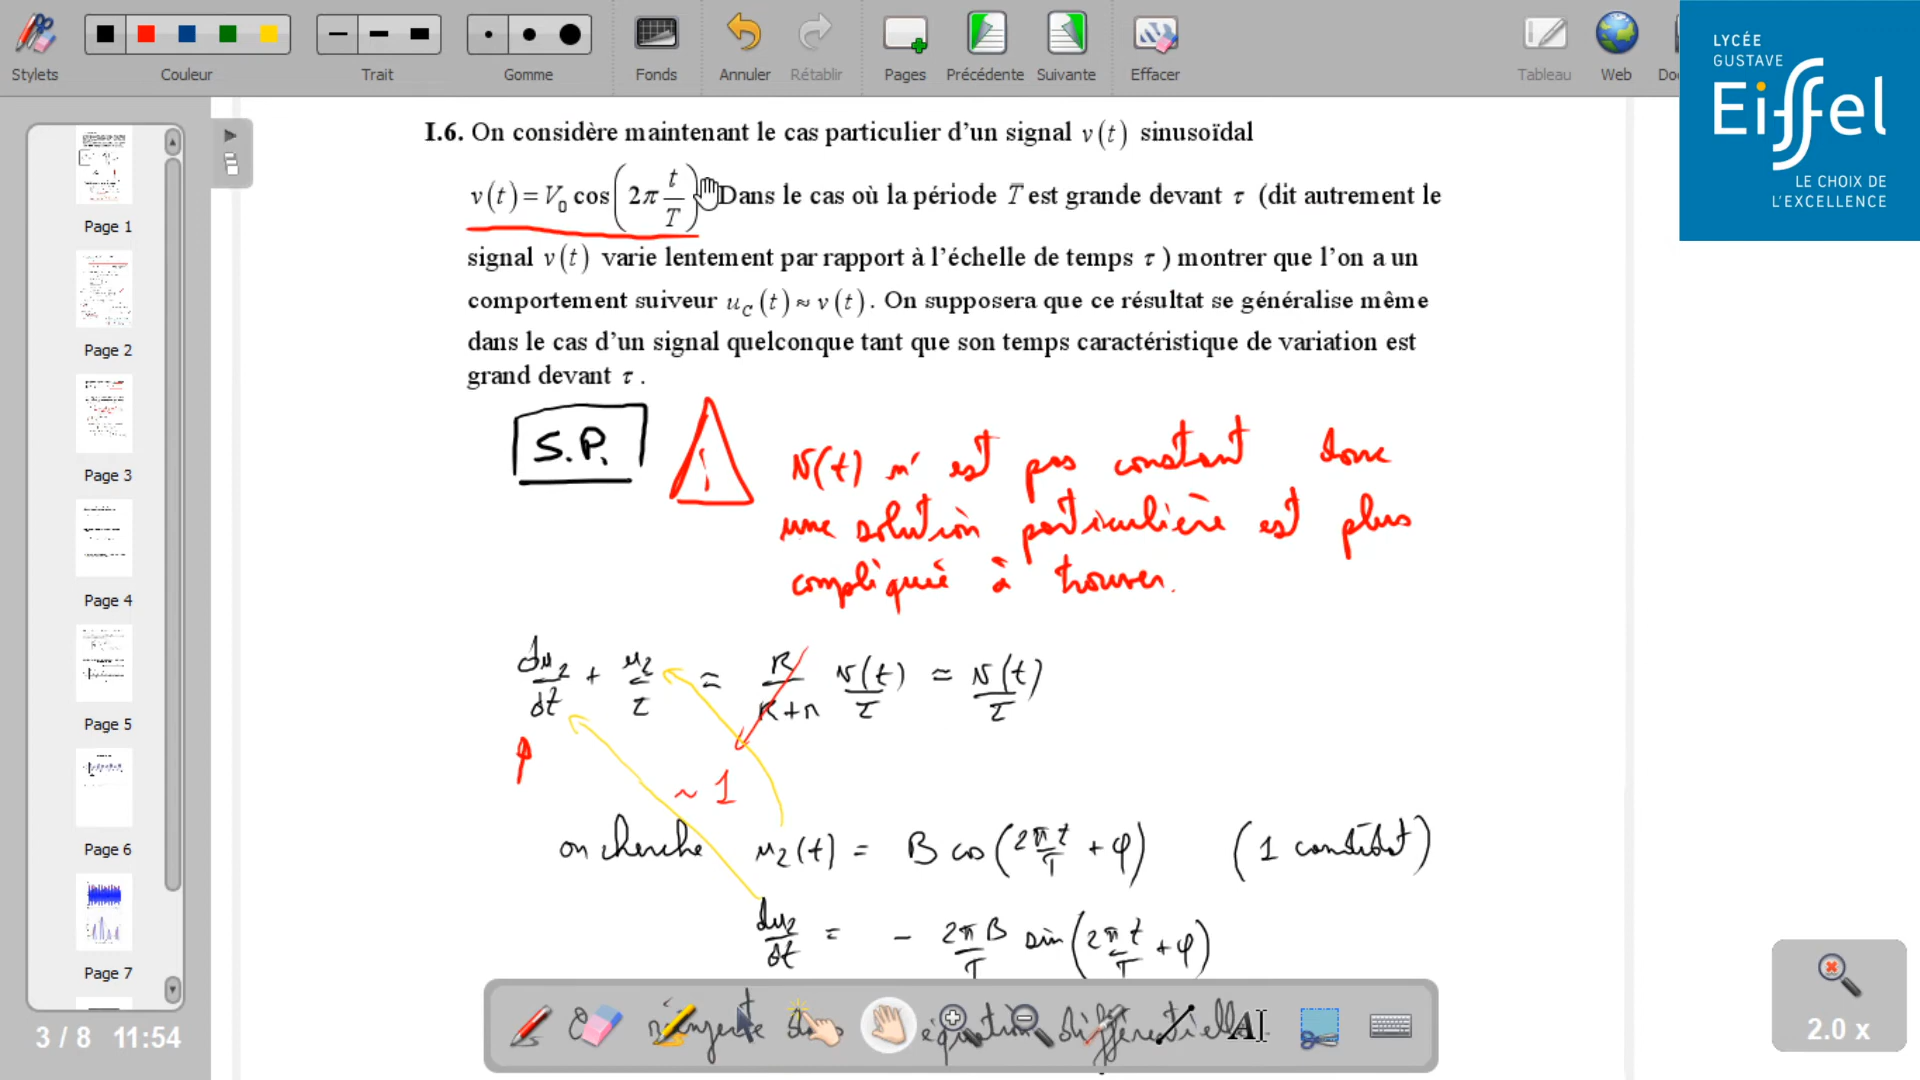 Stylets
Couleur
Trait
Gomme
Fonds
Annuler
Rétablir
Pages
Précédente
Suivante
Effacer
Tableau
Web
LYCÉE
GUSTAVE
Eiffel
LE CHOIX DE
L'EXCELLENCE
Page 1
Page 2
Page 3
Page 4
Page 5
Page 6
Page 7
3 / 8 11:54
I.6. On considère maintenant le cas particulier d'un signal v(t) sinusoïdal
v(t) = V₀ cos(2π t/T) Dans le cas où la période T est grande devant τ (dit autrement le
signal v(t) varie lentement par rapport à l'échelle de temps τ ) montrer que l'on a un
comportement suiveur u_C(t) ≈ v(t). On supposera que ce résultat se généralise même
dans le cas d'un signal quelconque tant que son temps caractéristique de variation est
grand devant τ .
S.P.
! v(t) n'est pas constant donc
une solution particulière est plus
compliquée à trouver.
du₂/dt + u₂/τ ≈ R/(R+r) v(t)/τ ≈ v(t)/τ
~ 1
on cherche u₂(t) = B cos(2πt/T + φ) (1 candidat)
du₂/dt = - 2πB/T sin(2πt/T + φ)
équation différentielle
2.0 x